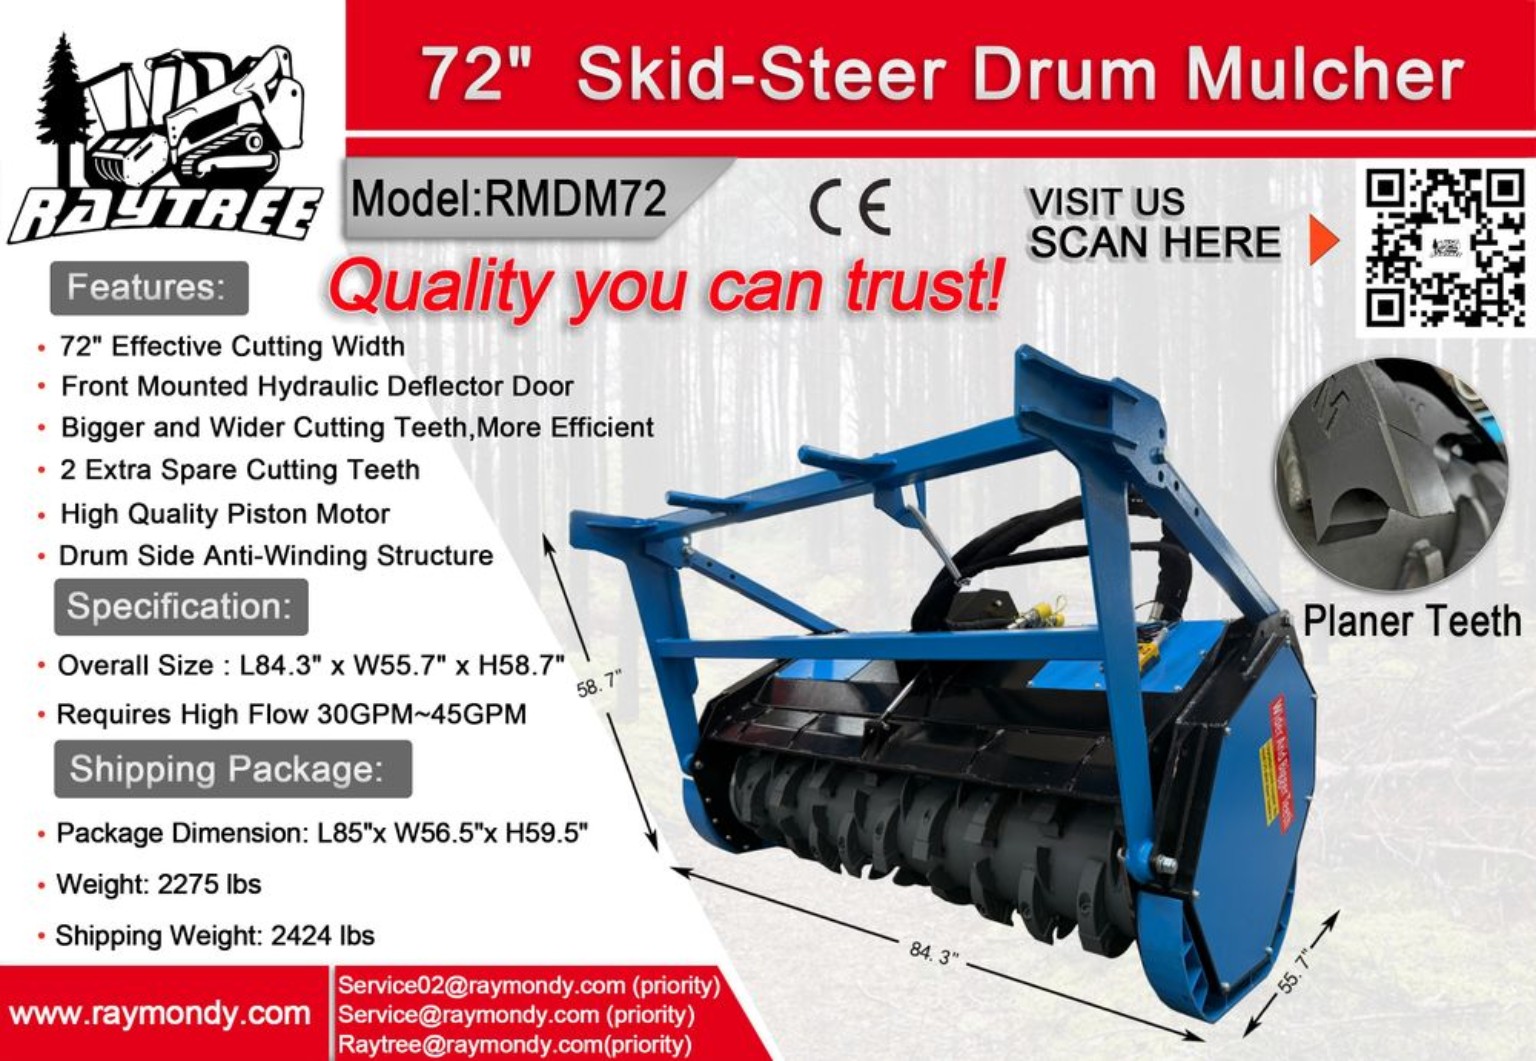 72" Skid-Steer Drum Mulcher
RAYTREE
Model:RMDM72
CE
VISIT US
SCAN HERE
Quality you can trust!
Features:
• 72" Effective Cutting Width
• Front Mounted Hydraulic Deflector Door
• Bigger and Wider Cutting Teeth,More Efficient
• 2 Extra Spare Cutting Teeth
• High Quality Piston Motor
• Drum Side Anti-Winding Structure
Specification:
• Overall Size : L84.3" x W55.7" x H58.7"
• Requires High Flow 30GPM~45GPM
Shipping Package:
• Package Dimension: L85"x W56.5"x H59.5"
• Weight: 2275 lbs
• Shipping Weight: 2424 lbs
Planer Teeth
58.7"
Wider And Bigger Teeth
84.3"
55.7"
www.raymondy.com
Service02@raymondy.com (priority)
Service@raymondy.com (priority)
Raytree@raymondy.com(priority)